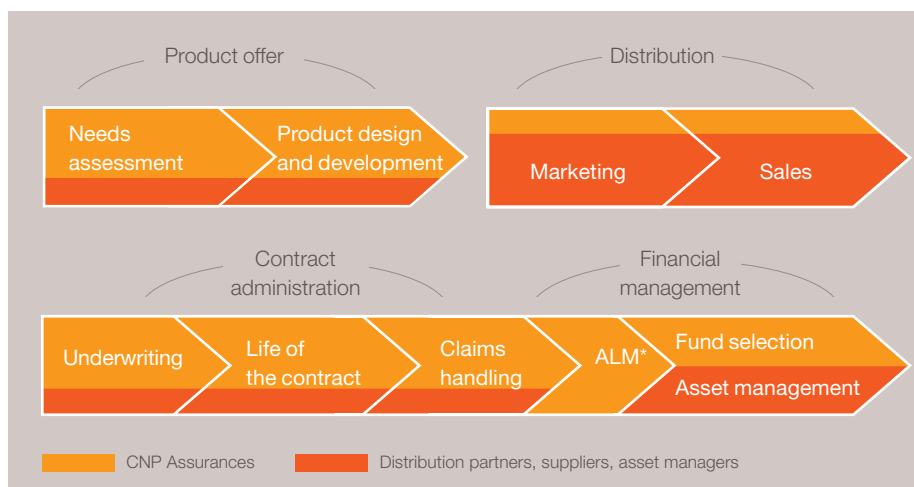 Product offer
Distribution
Needs
assessment
Product design
and development
Marketing
Sales
Contract
administration
Financial
management
Underwriting
Life of
the contract
Claims
handling
ALM*
Fund selection
Asset management
CNP Assurances
Distribution partners, suppliers, asset managers